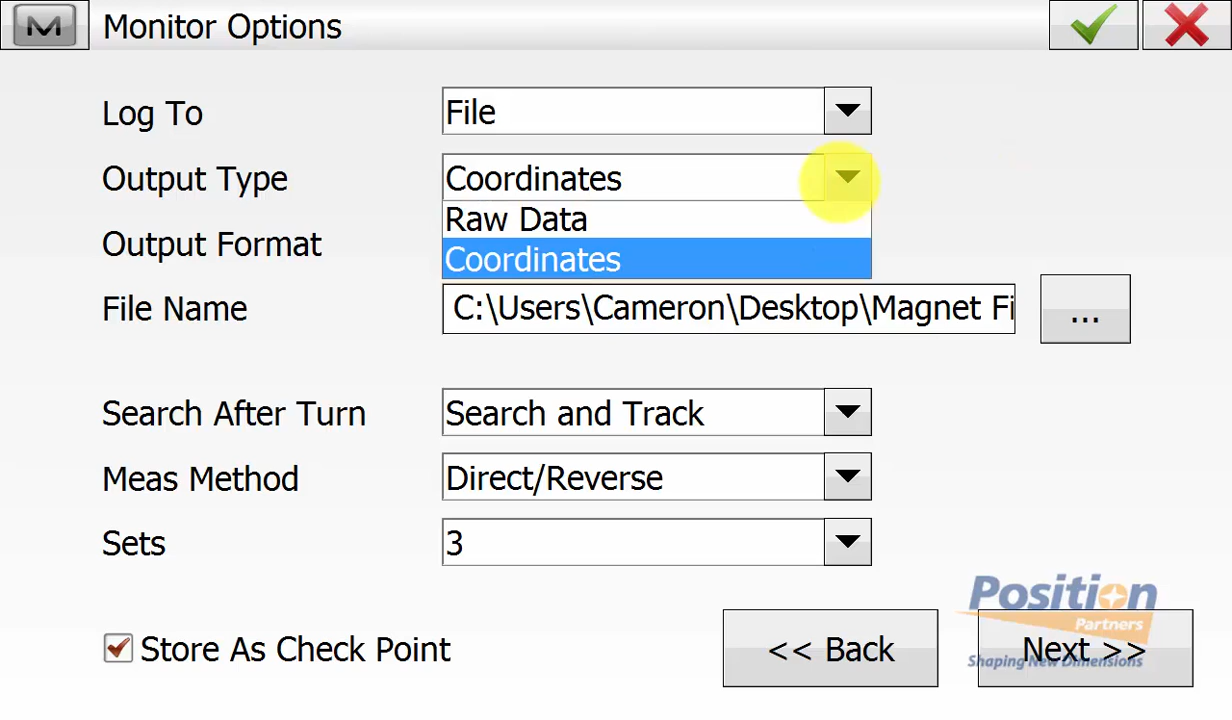 Monitor Options
Log To
File
Output Type
Coordinates
Raw Data
Output Format
Coordinates
File Name
C:\Users\Cameron\Desktop\Magnet Fi
...
Search After Turn
Search and Track
Meas Method
Direct/Reverse
Sets
3
Position
Partners
Shaping New Dimensions
Store As Check Point
<< Back
Next >>